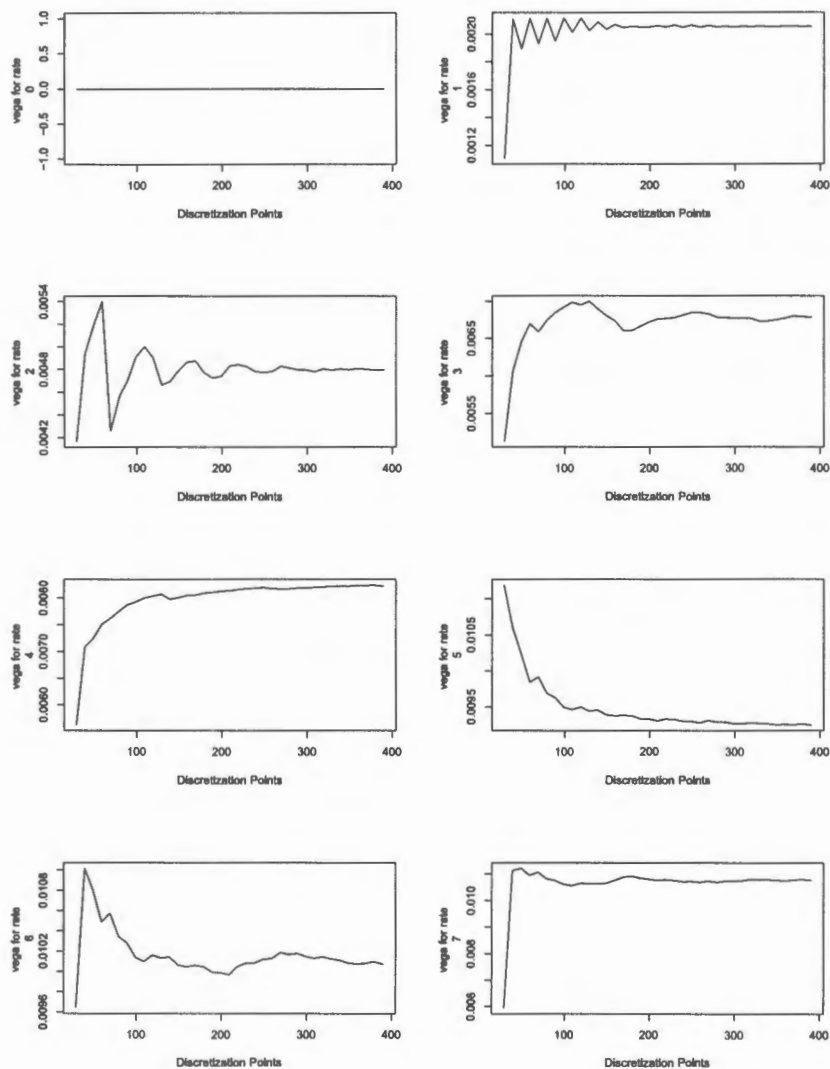 vega for rate
0
−1.0 −0.5 0.0 0.5 1.0
100 200 300 400
Discretization Points
vega for rate
1
0.0012 0.0016 0.0020
100 200 300 400
Discretization Points
vega for rate
2
0.0042 0.0048 0.0054
100 200 300 400
Discretization Points
vega for rate
3
0.0055 0.0065
100 200 300 400
Discretization Points
vega for rate
4
0.0060 0.0070 0.0080
100 200 300 400
Discretization Points
vega for rate
5
0.0095 0.0105
100 200 300 400
Discretization Points
vega for rate
6
0.0096 0.0102 0.0108
100 200 300 400
Discretization Points
vega for rate
7
0.006 0.008 0.010
100 200 300 400
Discretization Points